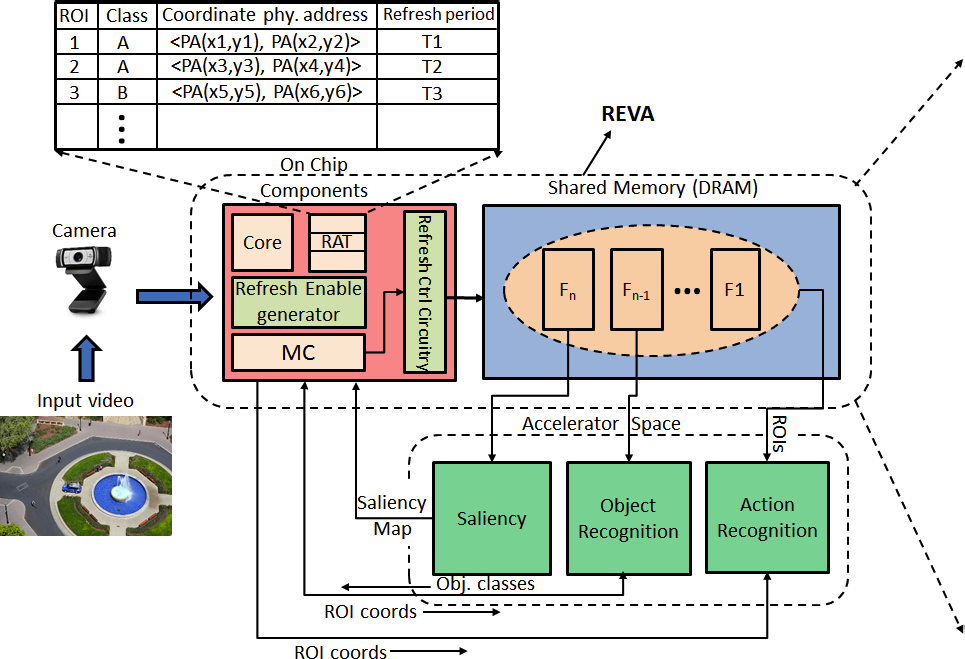 ROI Class Coordinate phy. address Refresh period
1 A <PA(x1,y1), PA(x2,y2)> T1
2 A <PA(x3,y3), PA(x4,y4)> T2
3 B <PA(x5,y5), PA(x6,y6)> T3
REVA
On Chip
Components
Shared Memory (DRAM)
Camera
Core
RAT
Refresh Ctrl Circuitry
Refresh Enable
generator
MC
Fn
Fn-1
F1
Input video
Accelerator Space
ROIs
Saliency
Map
Saliency
Object
Recognition
Action
Recognition
Obj. classes
ROI coords
ROI coords